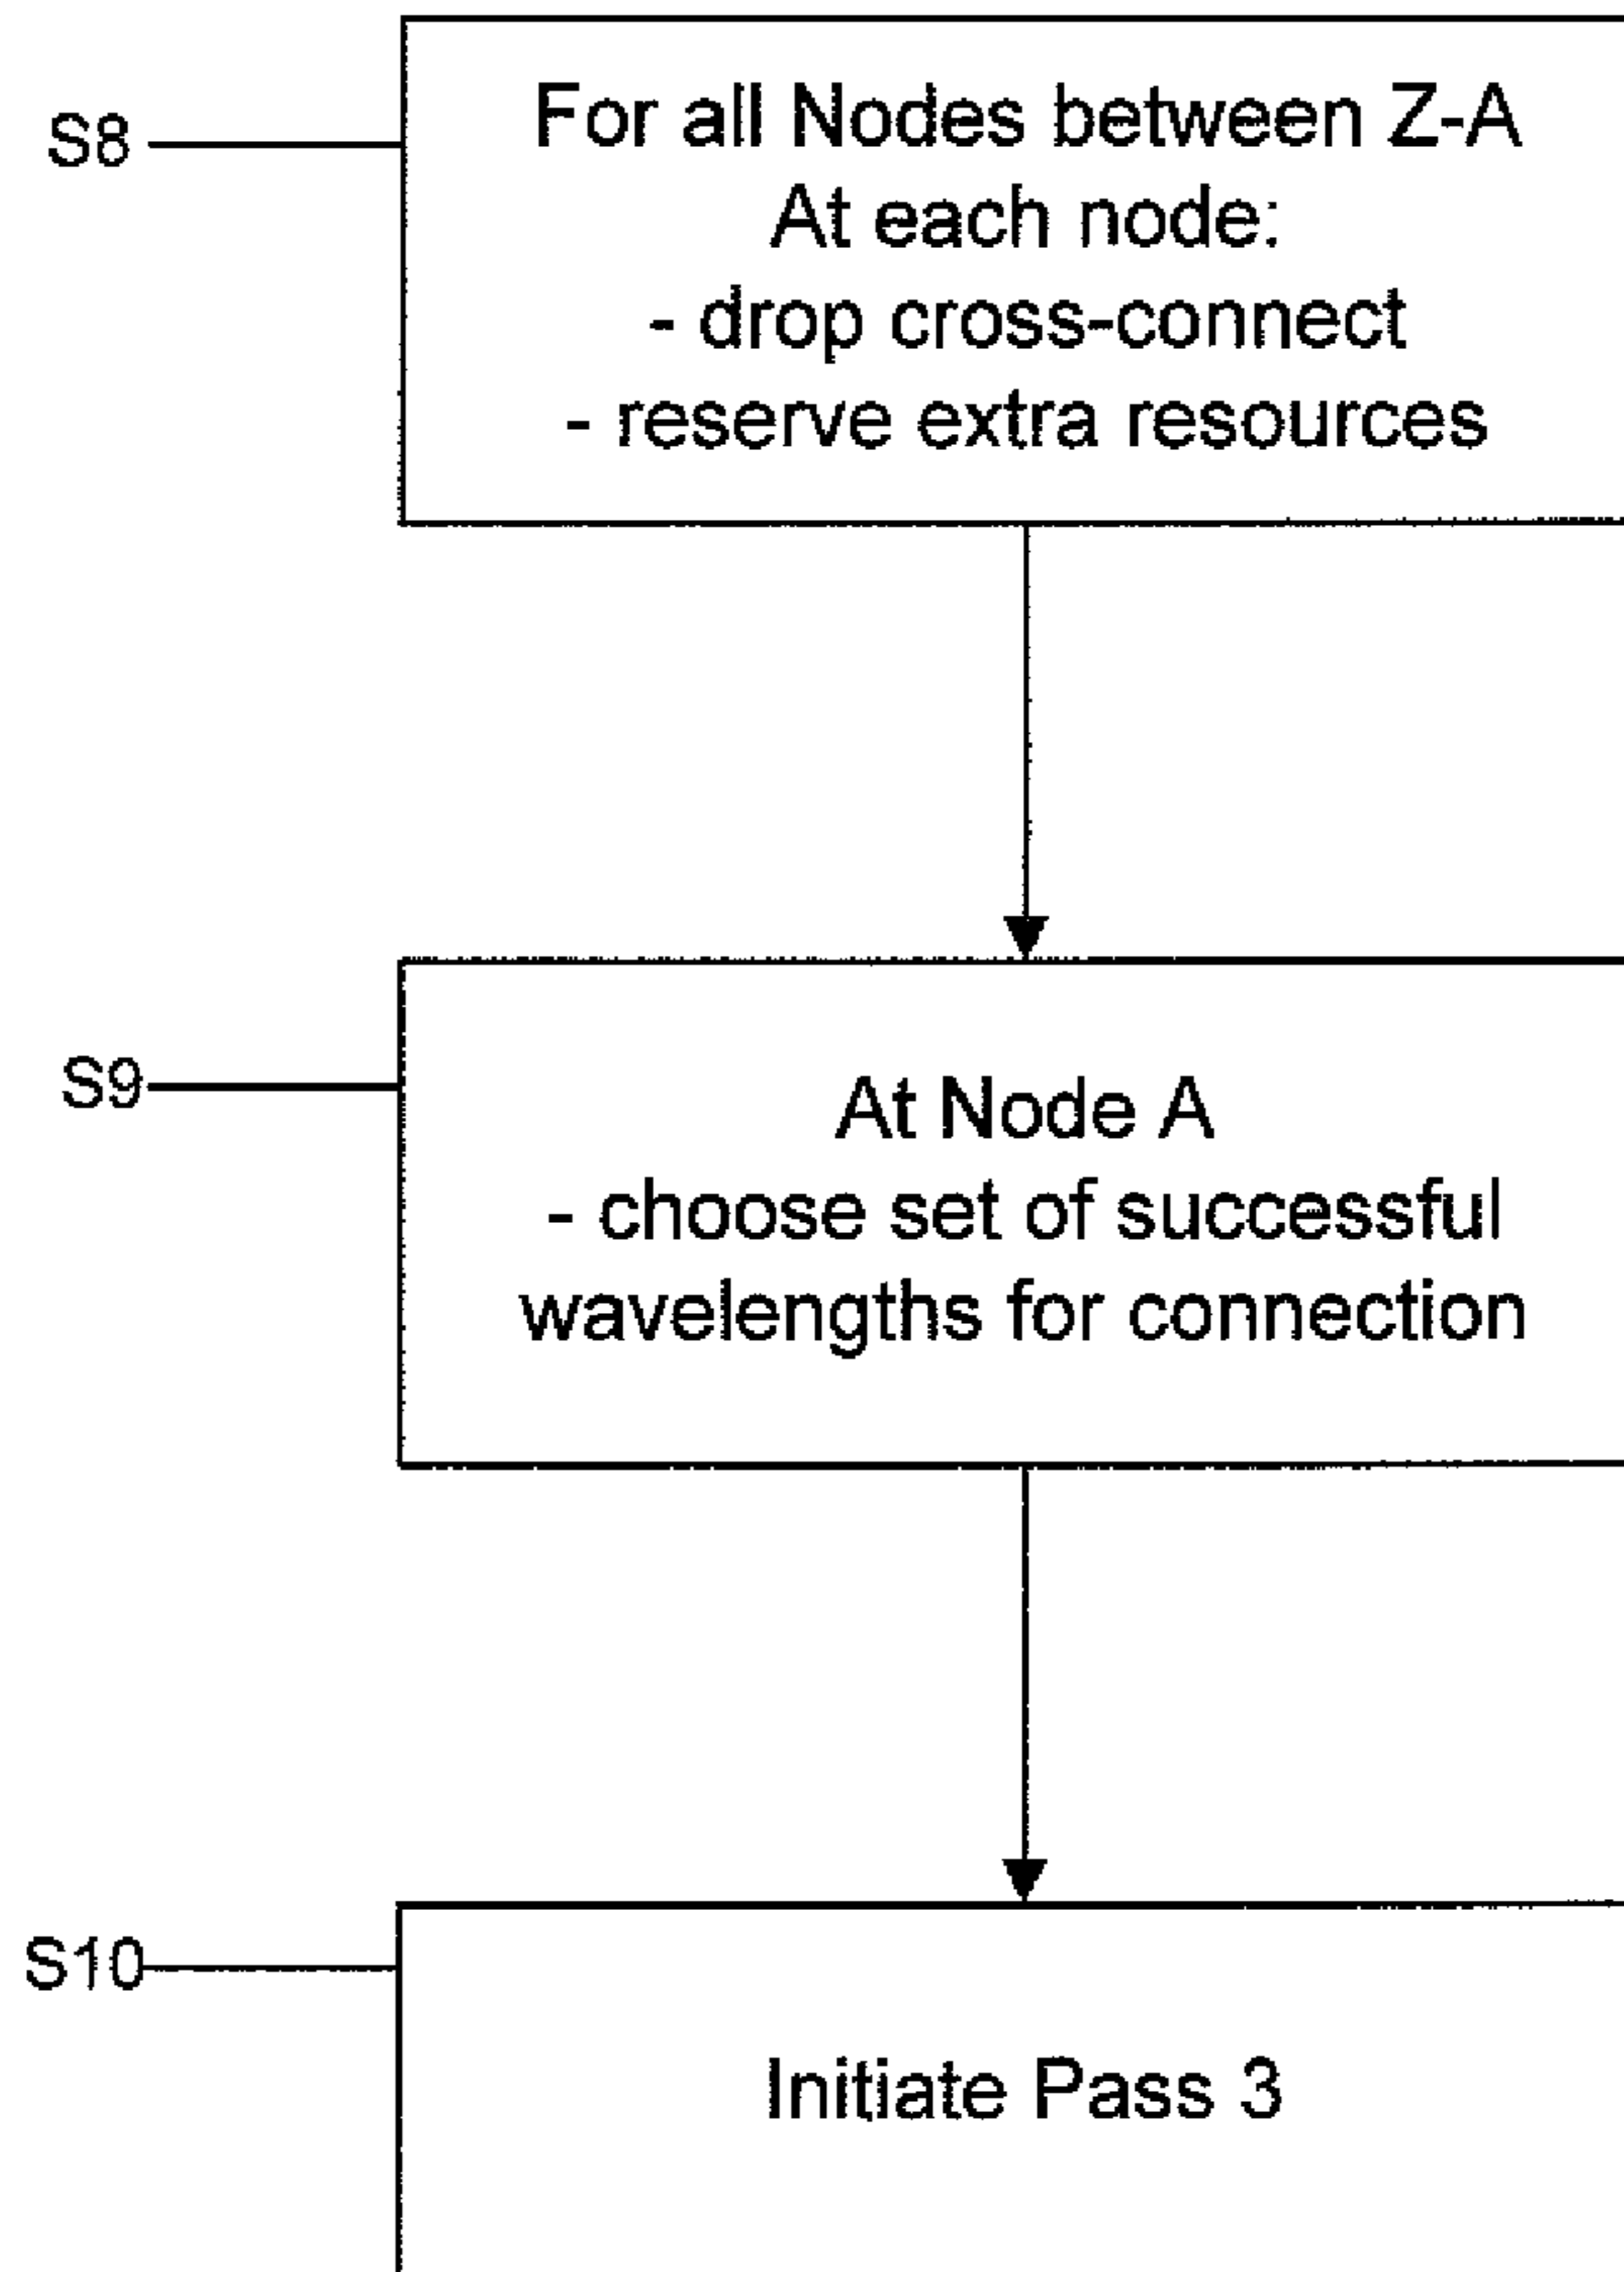 S8
For all Nodes between Z-A
At each node:
- drop cross-connect
- reserve extra resources
S9
At Node A
- choose set of successful
wavelengths for connection
S10
Initiate Pass 3